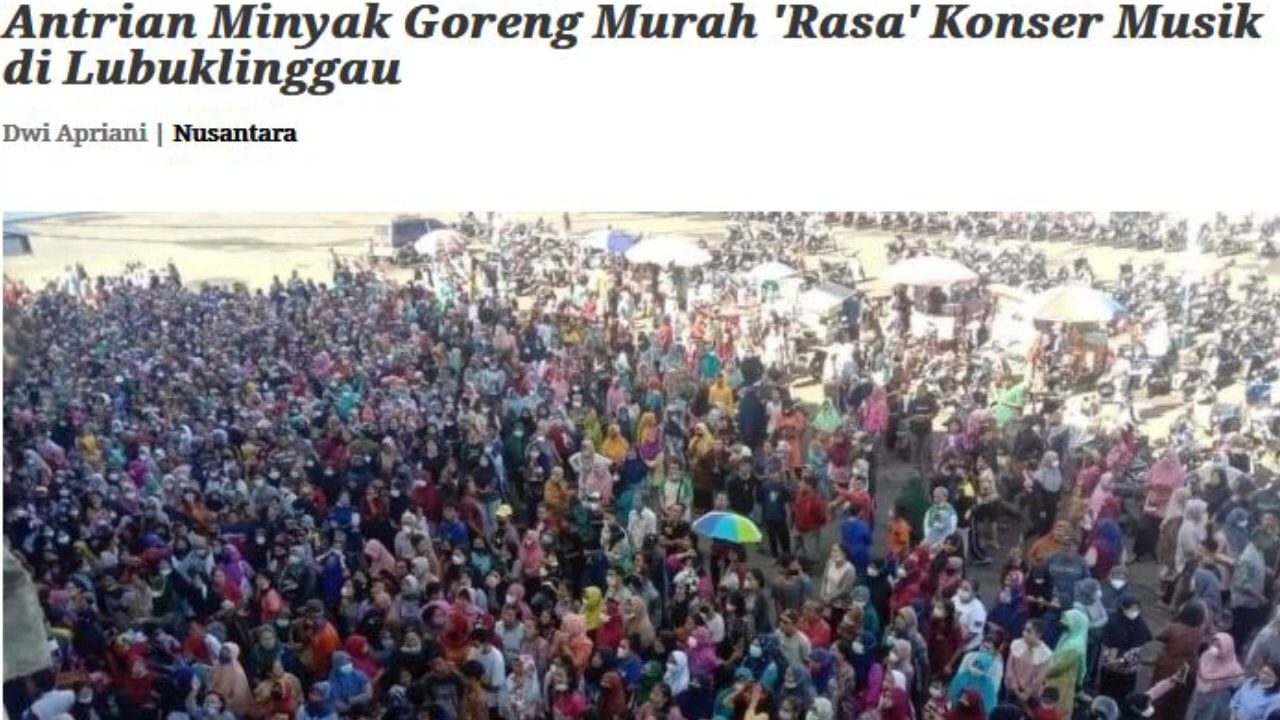 Antrian Minyak Goreng Murah 'Rasa' Konser Musik
di Lubuklinggau
Dwi Apriani | Nusantara